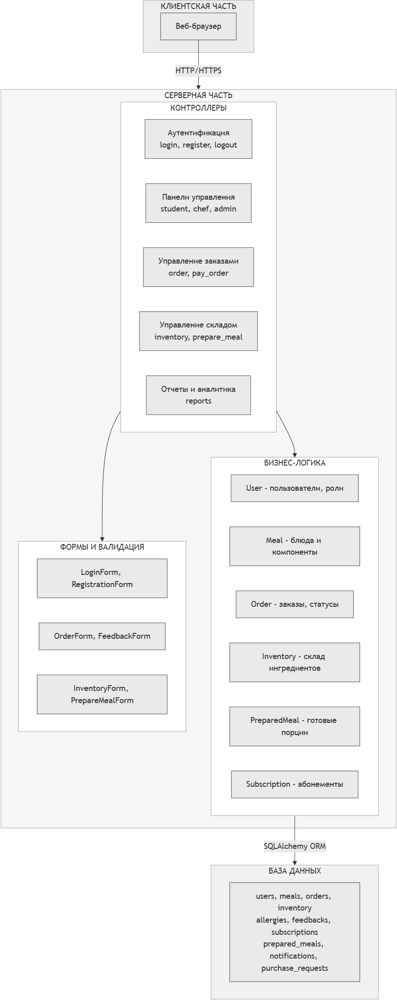 КЛИЕНТСКАЯ ЧАСТЬ
Веб-браузер
HTTP/HTTPS
СЕРВЕРНАЯ ЧАСТЬ
КОНТРОЛЛЕРЫ
Аутентификация
login, register, logout
Панели управления
student, chef, admin
Управление заказами
order, pay_order
Управление складом
inventory, prepare_meal
Отчеты и аналитика
reports
ФОРМЫ И ВАЛИДАЦИЯ
LoginForm,
RegistrationForm
OrderForm, FeedbackForm
InventoryForm,
PrepareMealForm
БИЗНЕС-ЛОГИКА
User - пользователи, роли
Meal - блюда и
компоненты
Order - заказы, статусы
Inventory - склад
ингредиентов
PreparedMeal - готовые
порции
Subscription - абонементы
SQLAlchemy ORM
БАЗА ДАННЫХ
users, meals, orders,
inventory
allergies, feedbacks,
subscriptions
prepared_meals,
notifications,
purchase_requests